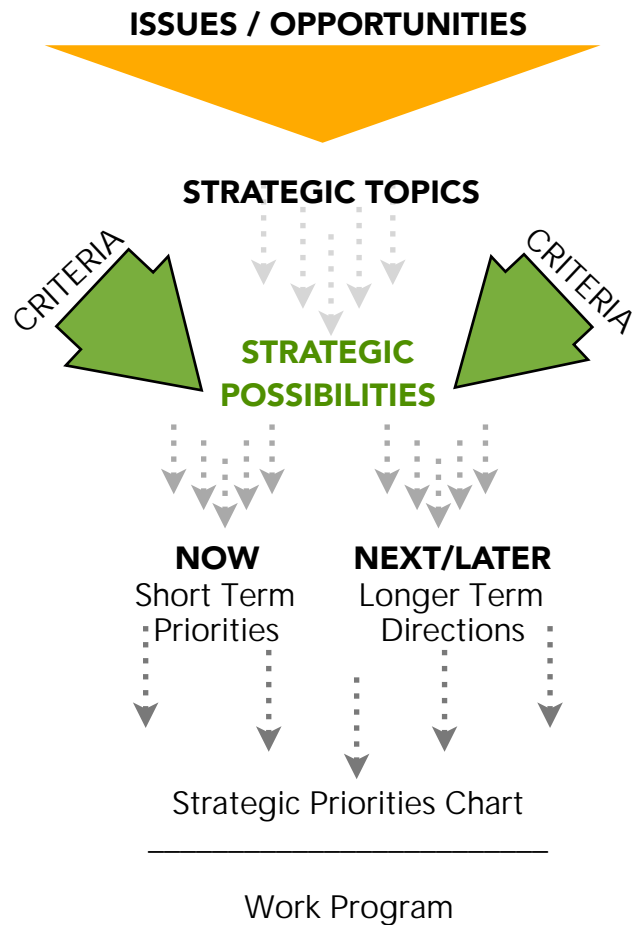 ISSUES / OPPORTUNITIES
STRATEGIC TOPICS
CRITERIA
CRITERIA
STRATEGIC
POSSIBILITIES
NOW
Short Term
Priorities
NEXT/LATER
Longer Term
Directions
Strategic Priorities Chart
Work Program